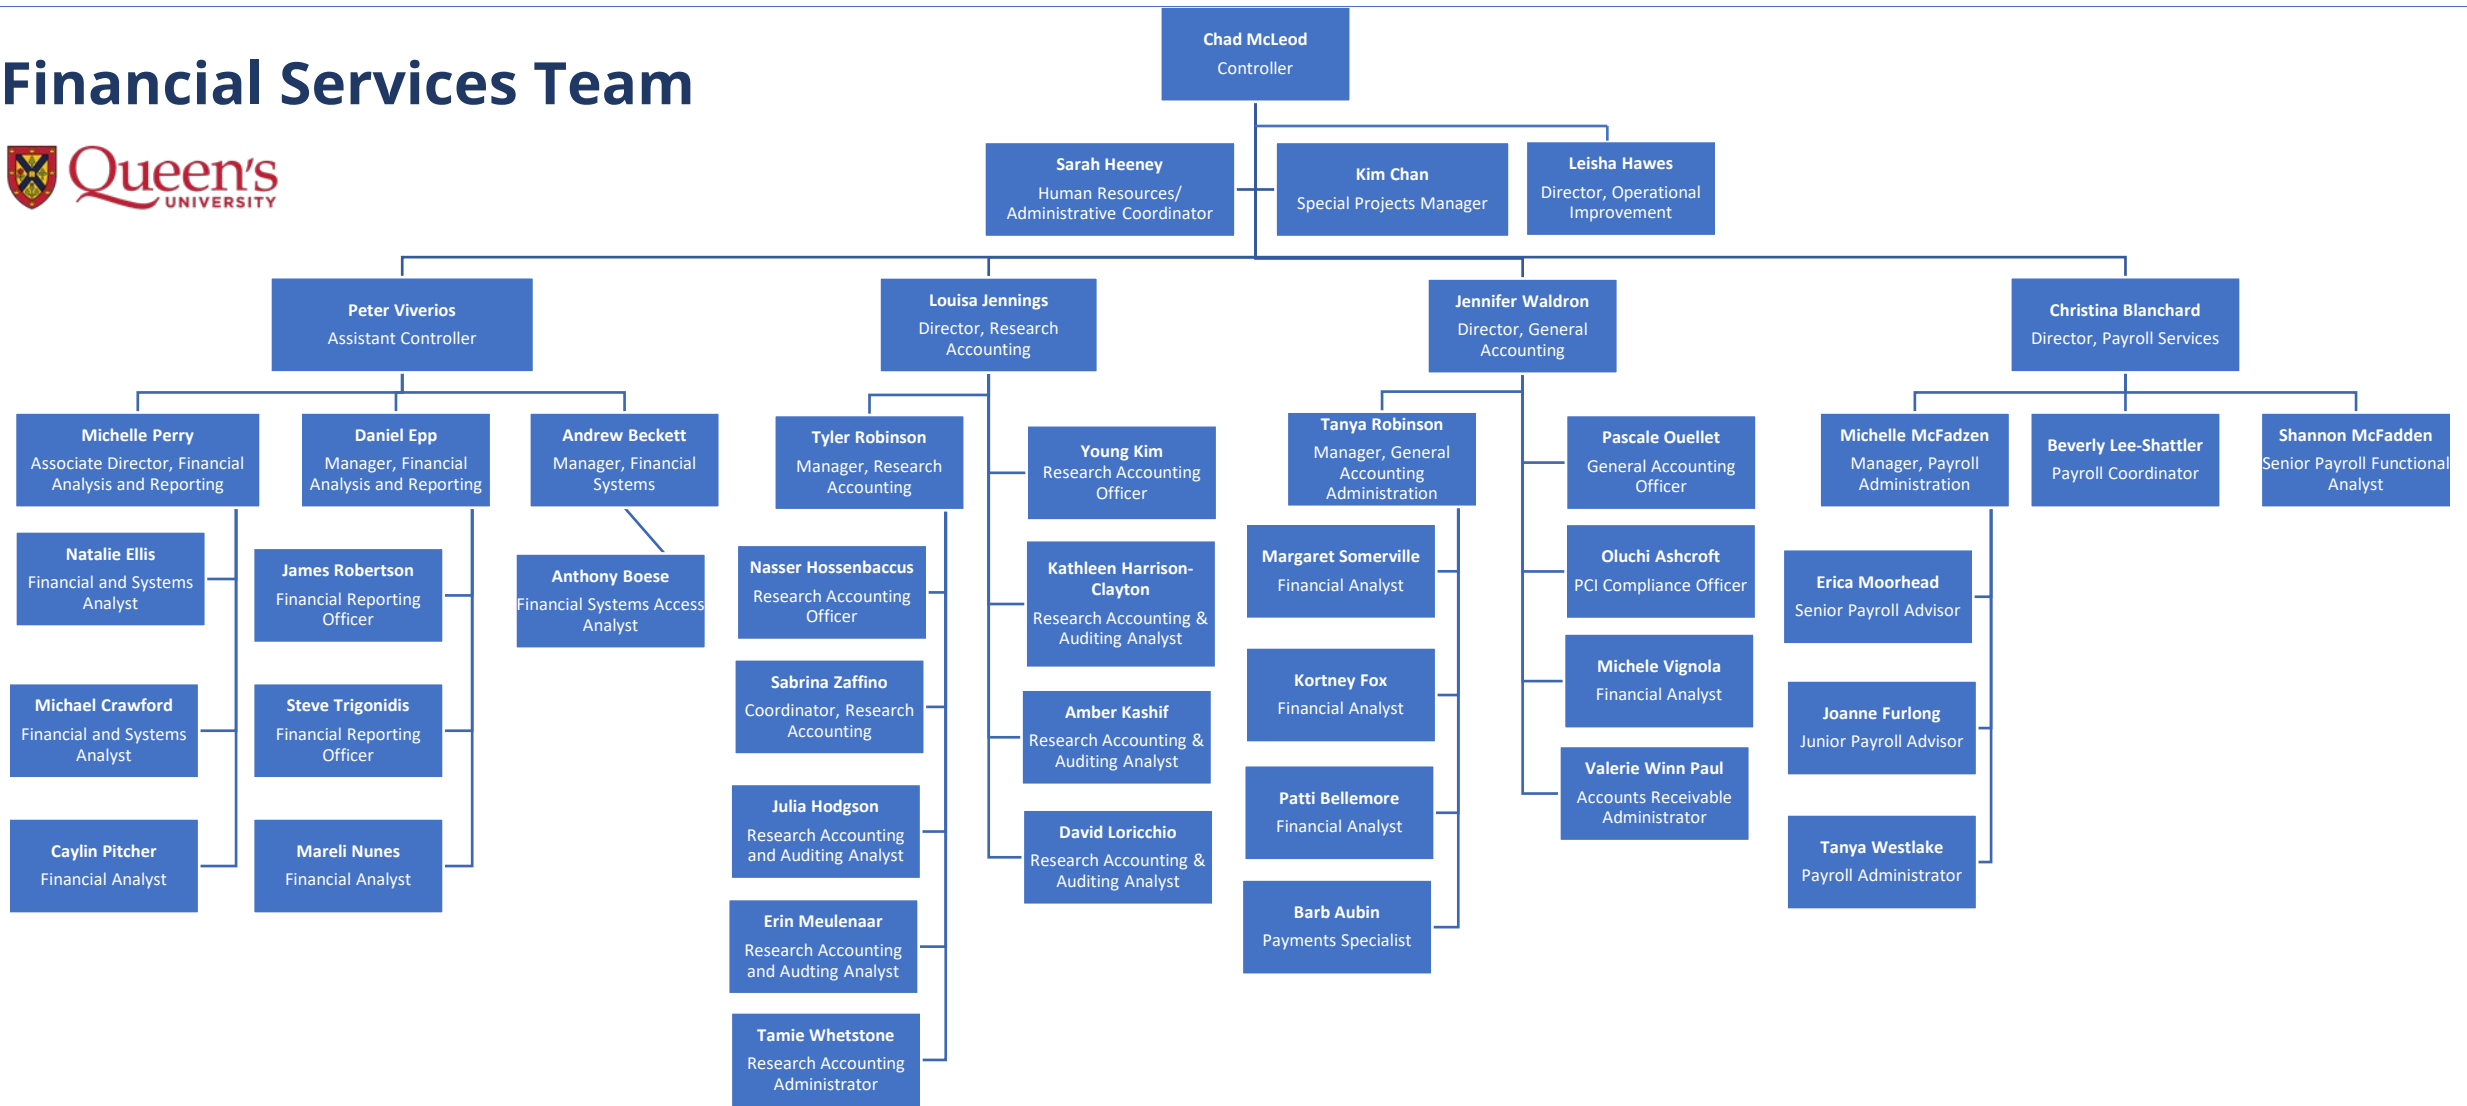 Chad McLeod
Controller
Financial Services Team
Queen's
UNIVERSITY
Sarah Heeney
Human Resources/
Administrative Coordinator
Kim Chan
Special Projects Manager
Leisha Hawes
Director, Operational
Improvement
Peter Viverios
Assistant Controller
Louisa Jennings
Director, Research
Accounting
Jennifer Waldron
Director, General
Accounting
Christina Blanchard
Director, Payroll Services
Michelle Perry
Associate Director, Financial
Analysis and Reporting
Daniel Epp
Manager, Financial
Analysis and Reporting
Andrew Beckett
Manager, Financial
Systems
Tyler Robinson
Manager, Research
Accounting
Young Kim
Research Accounting
Officer
Tanya Robinson
Manager, General
Accounting
Administration
Pascale Ouellet
General Accounting
Officer
Michelle McFadzen
Manager, Payroll
Administration
Beverly Lee-Shattler
Payroll Coordinator
Shannon McFadden
Senior Payroll Functional
Analyst
Natalie Ellis
Financial and Systems
Analyst
James Robertson
Financial Reporting
Officer
Anthony Boese
Financial Systems Access
Analyst
Nasser Hossenbaccus
Research Accounting
Officer
Kathleen Harrison-
Clayton
Research Accounting &
Auditing Analyst
Margaret Somerville
Financial Analyst
Oluchi Ashcroft
PCI Compliance Officer
Erica Moorhead
Senior Payroll Advisor
Michael Crawford
Financial and Systems
Analyst
Steve Trigonidis
Financial Reporting
Officer
Sabrina Zaffino
Coordinator, Research
Accounting
Amber Kashif
Research Accounting &
Auditing Analyst
Kortney Fox
Financial Analyst
Michele Vignola
Financial Analyst
Joanne Furlong
Junior Payroll Advisor
Caylin Pitcher
Financial Analyst
Mareli Nunes
Financial Analyst
Julia Hodgson
Research Accounting
and Auditing Analyst
David Loricchio
Research Accounting &
Auditing Analyst
Patti Bellemore
Financial Analyst
Valerie Winn Paul
Accounts Receivable
Administrator
Tanya Westlake
Payroll Administrator
Erin Meulenaar
Research Accounting
and Audting Analyst
Barb Aubin
Payments Specialist
Tamie Whetstone
Research Accounting
Administrator